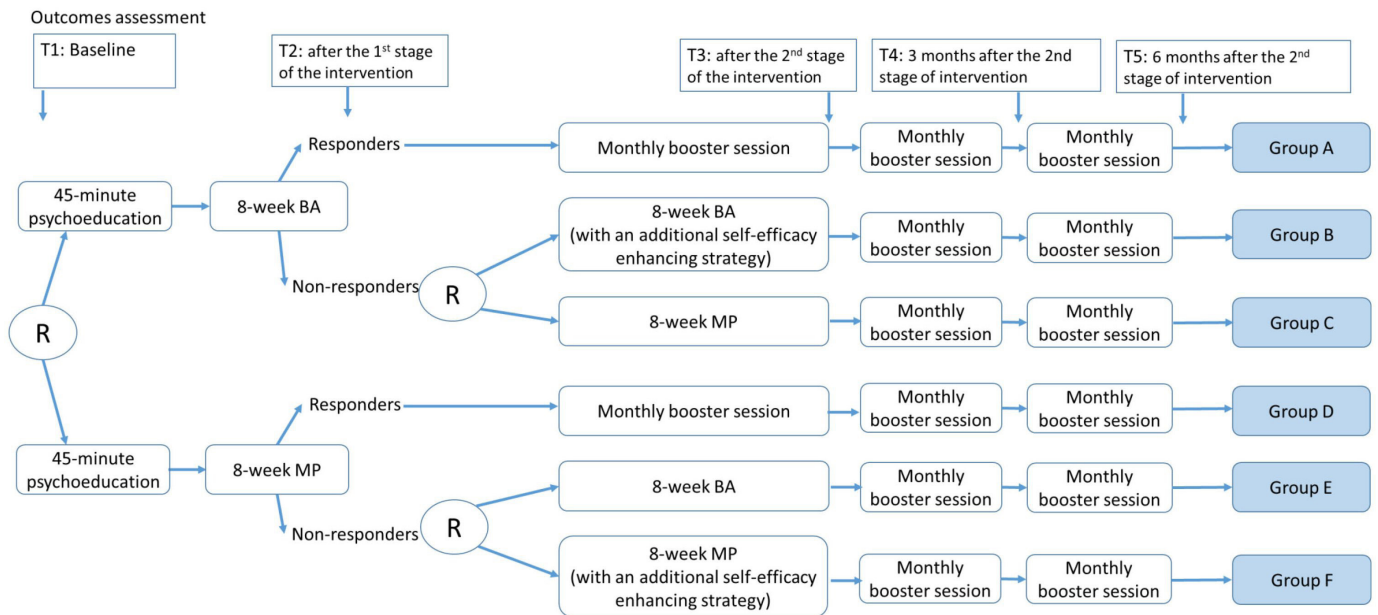 Outcomes assessment
T1: Baseline
T2: after the 1st stage
of the intervention
T3: after the 2nd stage
of the intervention
T4: 3 months after the 2nd
stage of intervention
T5: 6 months after the 2nd
stage of intervention
Responders
Monthly booster session
Monthly
booster session
Monthly
booster session
Group A
45-minute
psychoeducation
8-week BA
8-week BA
(with an additional self-efficacy
enhancing strategy)
Monthly
booster session
Monthly
booster session
Group B
Non-responders
R
8-week MP
Monthly
booster session
Monthly
booster session
Group C
R
Responders
Monthly booster session
Monthly
booster session
Monthly
booster session
Group D
45-minute
psychoeducation
8-week MP
8-week BA
Monthly
booster session
Monthly
booster session
Group E
Non-responders
R
8-week MP
(with an additional self-efficacy
enhancing strategy)
Monthly
booster session
Monthly
booster session
Group F